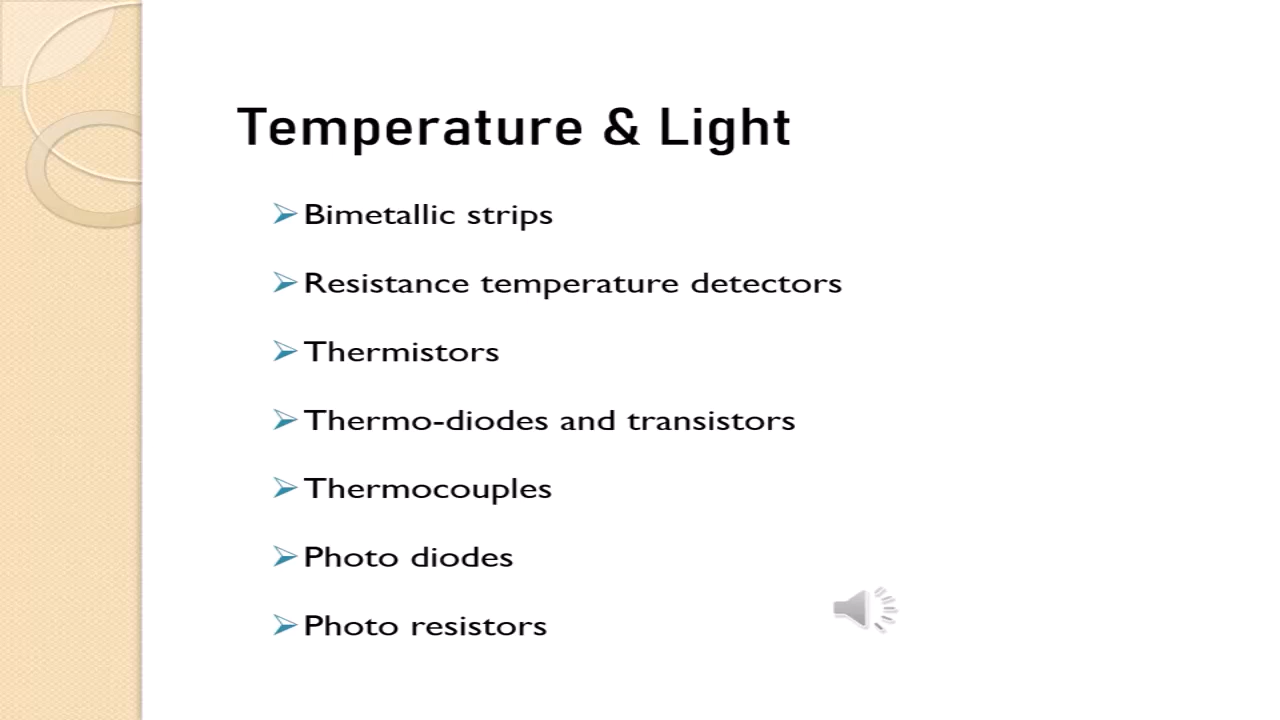 Temperature & Light
Bimetallic strips
Resistance temperature detectors
Thermistors
Thermo-diodes and transistors
Thermocouples
Photo diodes
Photo resistors